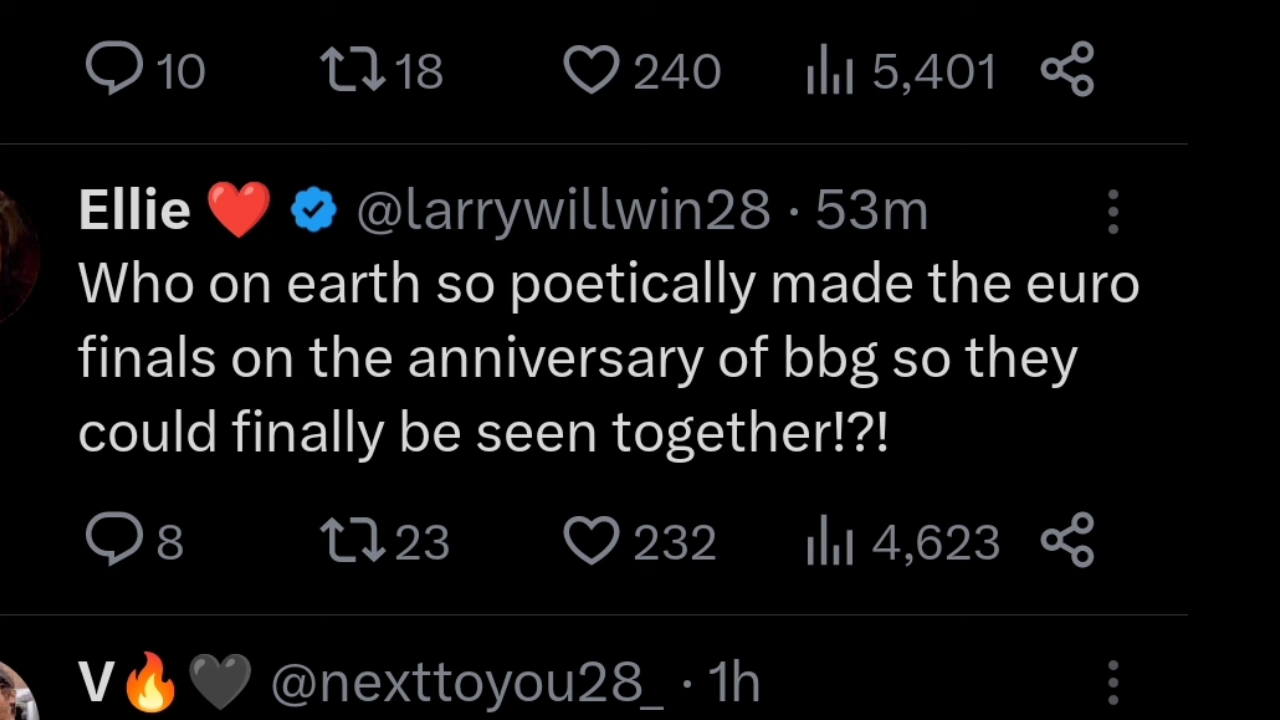 10 18 240 5,401
Ellie ❤️ @larrywillwin28 · 53m
Who on earth so poetically made the euro
finals on the anniversary of bbg so they
could finally be seen together!?!
8 23 232 4,623
V🔥🖤 @nexttoyou28_ · 1h